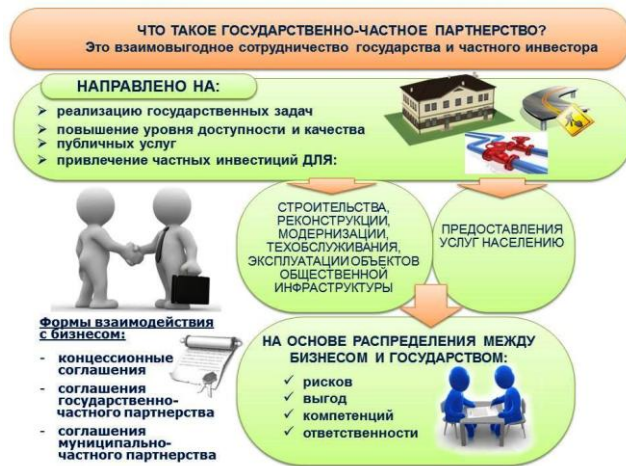 ЧТО ТАКОЕ ГОСУДАРСТВЕННО-ЧАСТНОЕ ПАРТНЕРСТВО?
Это взаимовыгодное сотрудничество государства и частного инвестора
НАПРАВЛЕНО НА:
реализацию государственных задач
повышение уровня доступности и качества
публичных услуг
привлечение частных инвестиций ДЛЯ:
СТРОИТЕЛЬСТВА,
РЕКОНСТРУКЦИИ,
МОДЕРНИЗАЦИИ,
ТЕХОБСЛУЖИВАНИЯ,
ЭКСПЛУАТАЦИИ ОБЪЕКТОВ
ОБЩЕСТВЕННОЙ
ИНФРАСТРУКТУРЫ
ПРЕДОСТАВЛЕНИЯ
УСЛУГ НАСЕЛЕНИЮ
Формы взаимодействия
с бизнесом:
- концессионные
соглашения
- соглашения
государственно-
частного партнерства
- соглашения
муниципально-
частного партнерства
НА ОСНОВЕ РАСПРЕДЕЛЕНИЯ МЕЖДУ
БИЗНЕСОМ И ГОСУДАРСТВОМ:
рисков
выгод
компетенций
ответственности